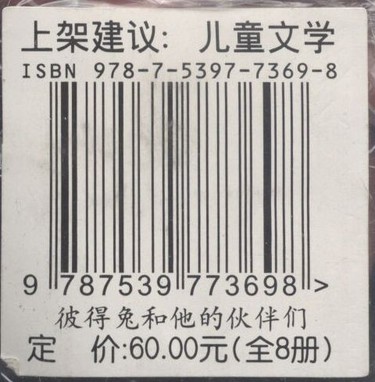 上架建议: 儿童文学
ISBN 978-7-5397-7369-8
9 787539 773698 >
彼得兔和他的伙伴们
定 价:60.00元(全8册)